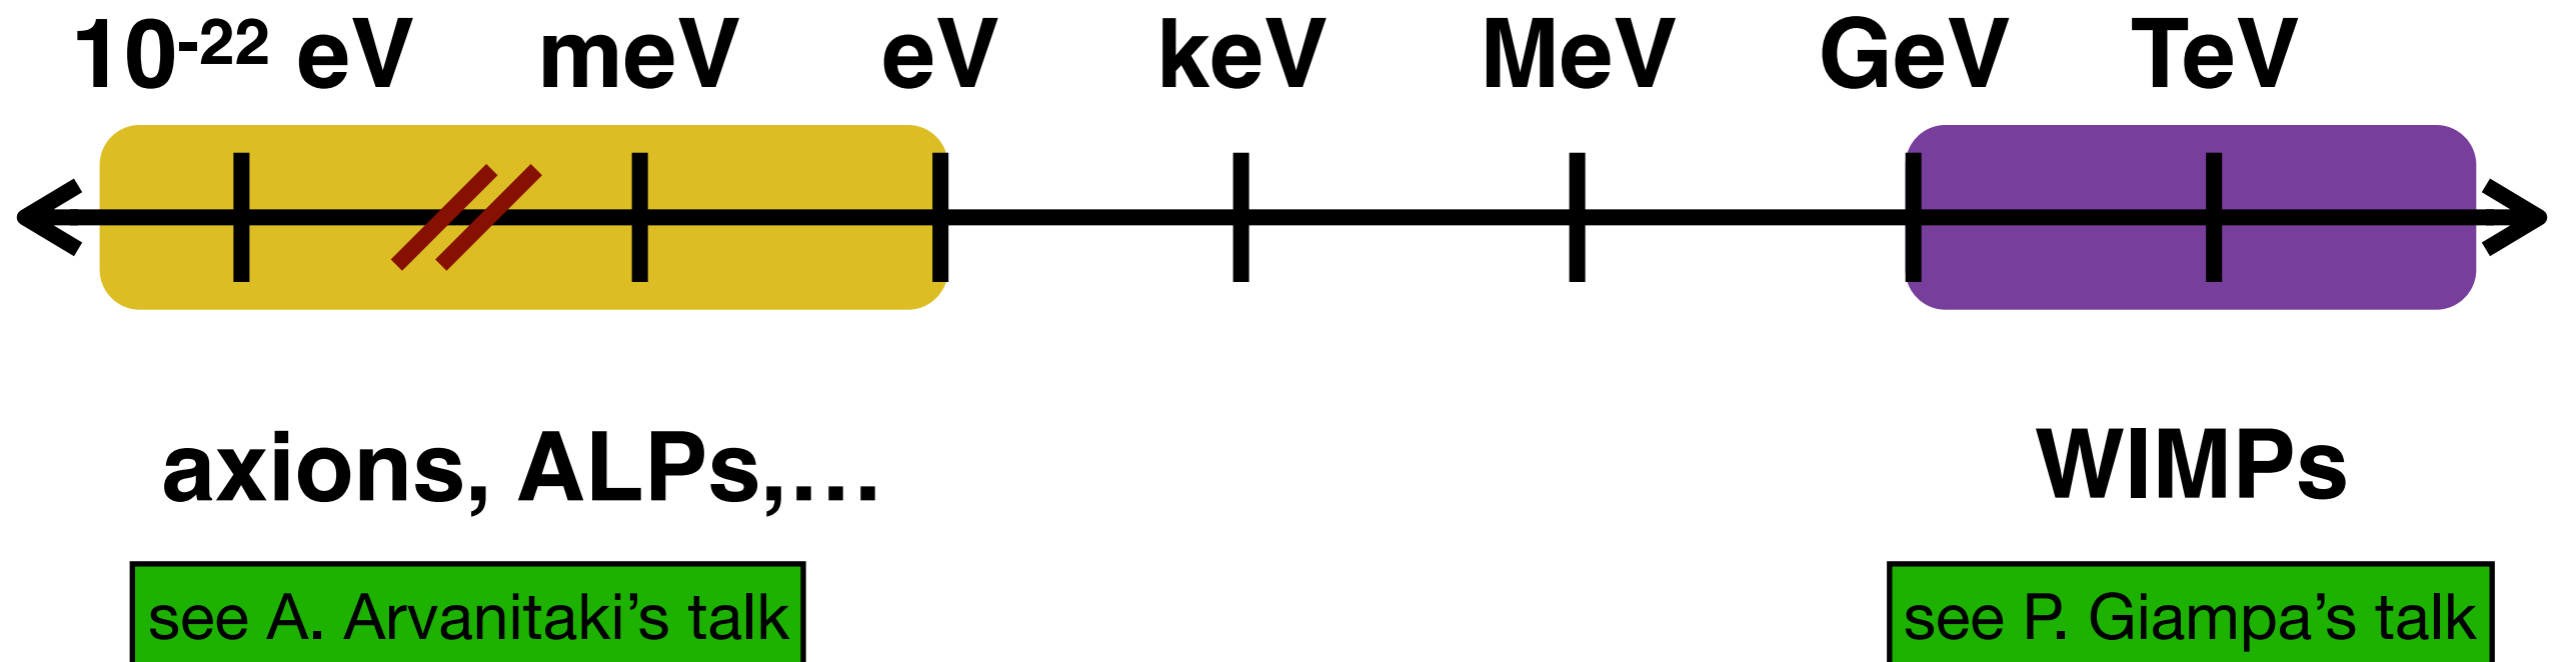 10⁻²² eV meV eV keV MeV GeV TeV
axions, ALPs,… WIMPs
see A. Arvanitaki’s talk see P. Giampa’s talk